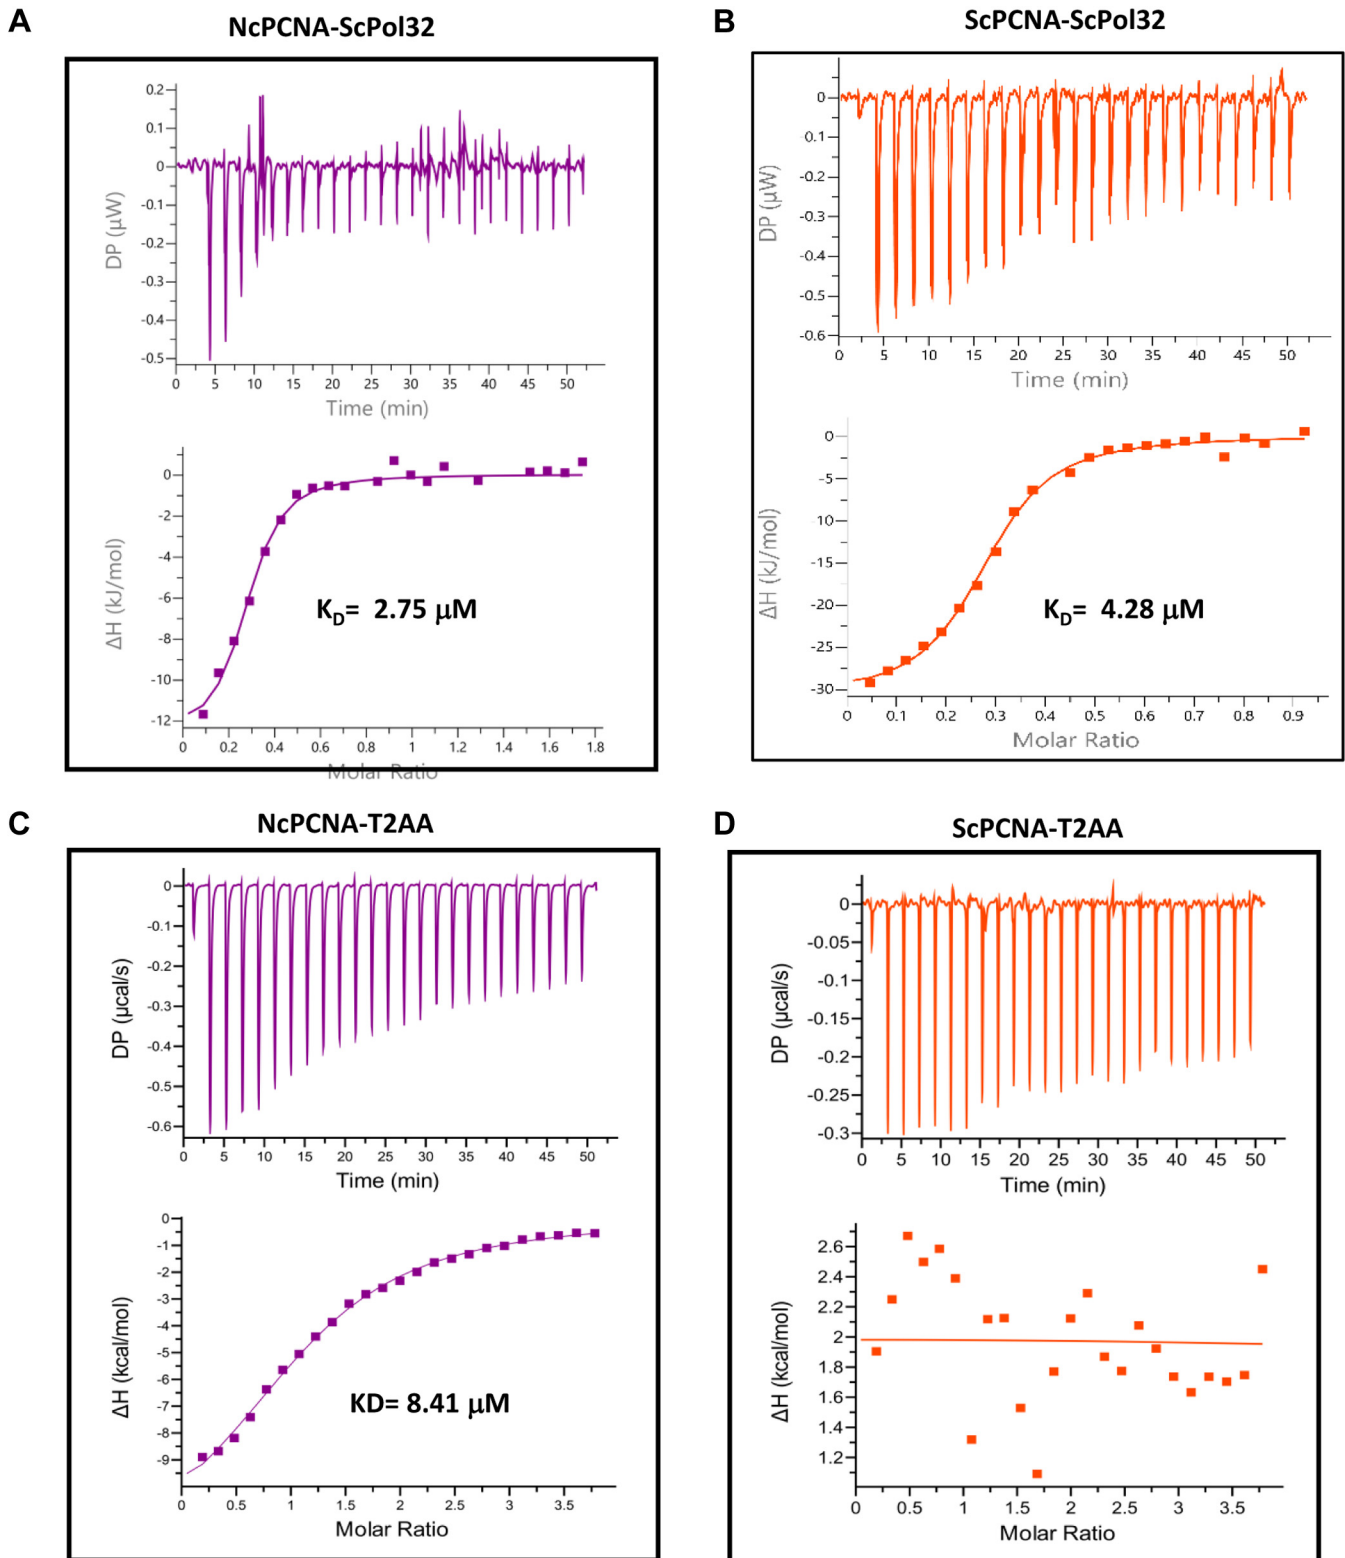 A
NcPCNA-ScPol32
0.2
0.1
0
-0.1
-0.2
-0.3
-0.4
-0.5
DP (µW)
0 5 10 15 20 25 30 35 40 45 50
Time (min)
0
-2
-4
-6
-8
-10
-12
ΔH (kJ/mol)
K_D= 2.75 µM
0 0.2 0.4 0.6 0.8 1 1.2 1.4 1.6 1.8
Molar Ratio
B
ScPCNA-ScPol32
0
0.1
-0.2
-0.3
-0.4
-0.5
-0.6
DP (µW)
0 5 10 15 20 25 30 35 40 45 50
Time (min)
0
-5
10
-15
-20
-25
-30
ΔH (kJ/mol)
K_D= 4.28 µM
0 0.1 0.2 0.3 0.4 0.5 0.6 0.7 0.8 0.9
Molar Ratio
C
NcPCNA-T2AA
0
-0.1
-0.2
-0.3
-0.4
-0.5
-0.6
DP (µcal/s)
0 5 10 15 20 25 30 35 40 45 50
Time (min)
0
-1
-2
-3
-4
-5
-6
-7
-8
-9
ΔH (kcal/mol)
KD= 8.41 µM
0 0.5 1 1.5 2 2.5 3 3.5
Molar Ratio
D
ScPCNA-T2AA
0
-0.05
-0.1
-0.15
-0.2
-0.25
-0.3
DP (µcal/s)
0 5 10 15 20 25 30 35 40 45 50
Time (min)
2.6
2.4
2.2
2
1.8
1.6
1.4
1.2
ΔH (kcal/mol)
0 0.5 1 1.5 2 2.5 3 3.5
Molar Ratio